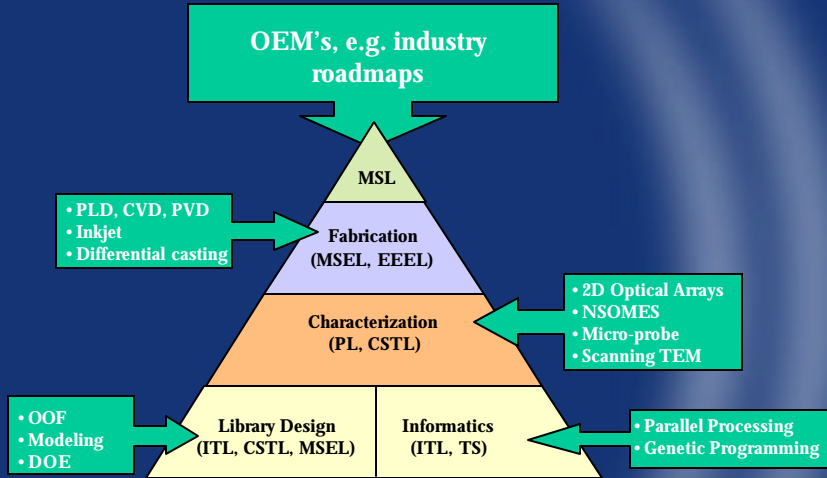 OEM's, e.g. industry
roadmaps
MSL
• PLD, CVD, PVD
• Inkjet
• Differential casting
Fabrication
(MSEL, EEEL)
• 2D Optical Arrays
• NSOMES
• Micro-probe
• Scanning TEM
Characterization
(PL, CSTL)
• OOF
• Modeling
• DOE
Library Design
(ITL, CSTL, MSEL)
Informatics
(ITL, TS)
• Parallel Processing
• Genetic Programming